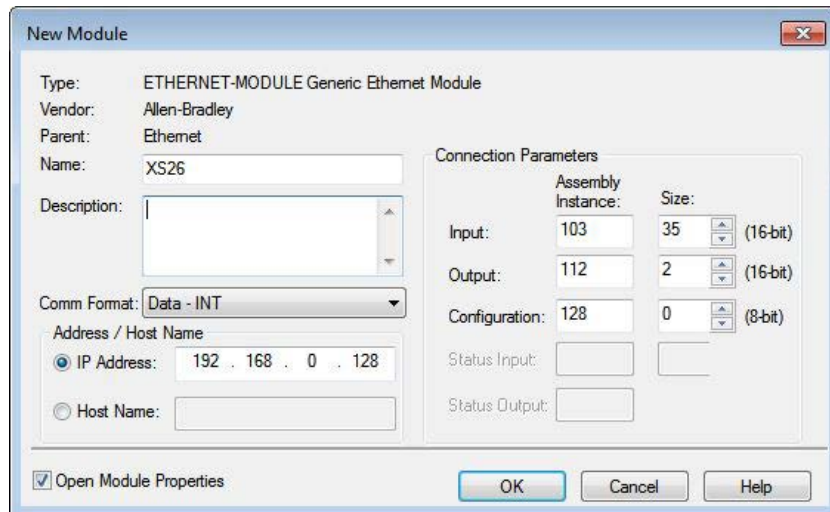 New Module
Type: ETHERNET-MODULE Generic Ethernet Module
Vendor: Allen-Bradley
Parent: Ethernet
Name: XS26
Description:
Comm Format: Data - INT
Address / Host Name
IP Address: 192 . 168 . 0 . 128
Host Name:
Connection Parameters
Assembly Instance: Size:
Input: 103 35 (16-bit)
Output: 112 2 (16-bit)
Configuration: 128 0 (8-bit)
Status Input:
Status Output:
Open Module Properties
OK Cancel Help